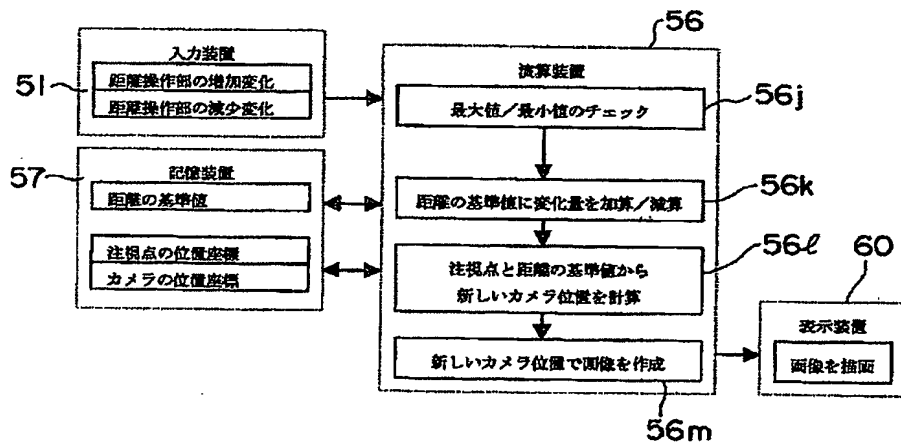 51
入力装置
距離操作部の増加変化
距離操作部の減少変化
57
記憶装置
距離の基準値
注視点の位置座標
カメラの位置座標
56
演算装置
最大値／最小値のチェック
56j
距離の基準値に変化量を加算／減算
56k
注視点と距離の基準値から
新しいカメラ位置を計算
56ℓ
新しいカメラ位置で画像を作成
56m
60
表示装置
画像を描画